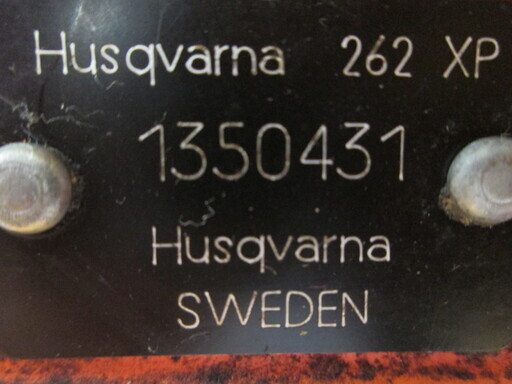 Husqvarna 262 XP
1350431
Husqvarna
SWEDEN